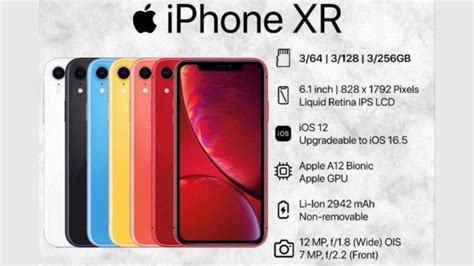 iPhone XR
3/64 | 3/128 | 3/256GB
6.1 inch | 828 x 1792 Pixels
Liquid Retina IPS LCD
iOS
iOS 12
Upgradeable to iOS 16.5
Apple A12 Bionic
Apple GPU
Li-Ion 2942 mAh
Non-removable
12 MP, f/1.8 (Wide) OIS
7 MP, f/2.2 (Front)